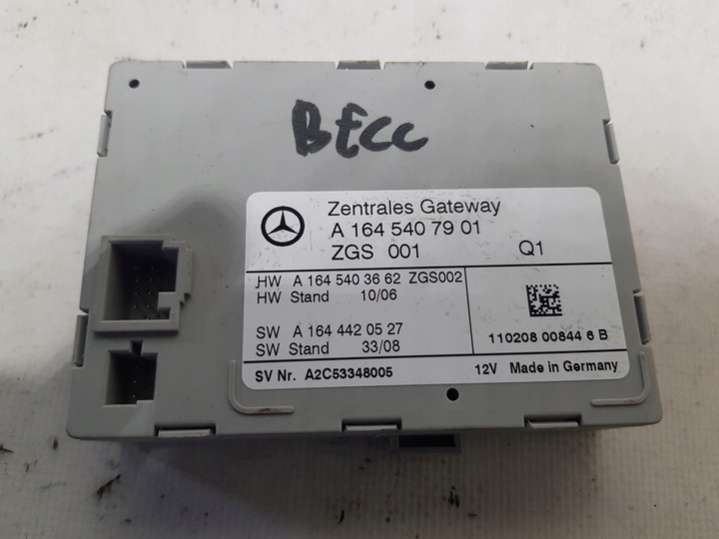 BECC
Zentrales Gateway
A 164 540 79 01
ZGS 001 Q1
HW A 164 540 36 62 ZGS002
HW Stand 10/06
SW A 164 442 05 27
SW Stand 33/08
110208 00844 6 B
SV Nr. A2C53348005 12V Made in Germany